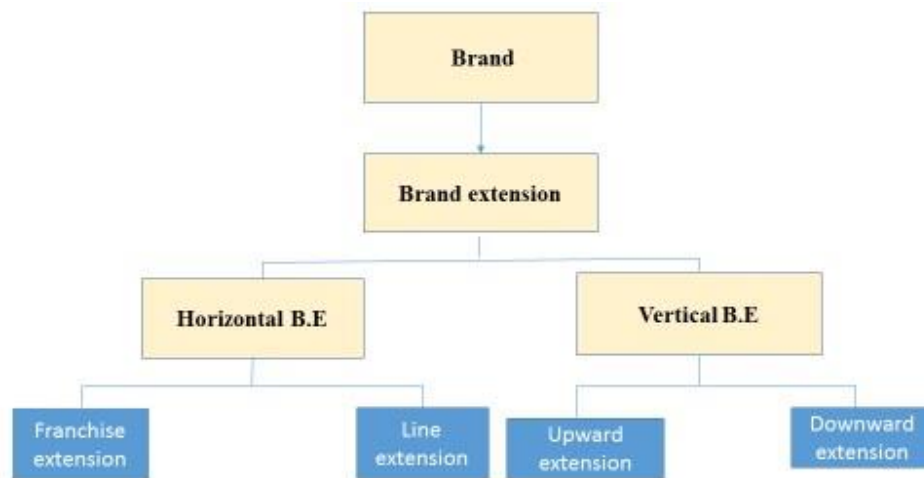 Brand
Brand extension
Horizontal B.E
Vertical B.E
Franchise
extension
Line
extension
Upward
extension
Downward
extension